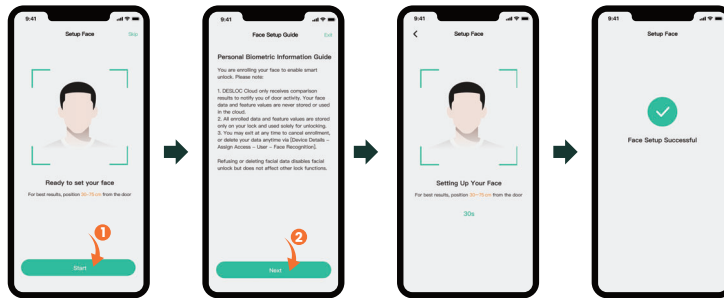 9:41
Setup Face
Skip
Ready to set your face
For best results, position 50-75 cm from the door
1
Start
9:41
Face Setup Guide
Exit
Personal Biometric Information Guide
You are enrolling your face to enable smart
unlock. Please note:
1. DESLOC Cloud only receives comparison
results to notify you of door activity. Your face
data and feature values are never stored or used
in the cloud.
2. All enrolled data and feature values are stored
only on your lock and used solely for unlocking.
3. You may exit at any time to cancel enrollment,
or delete your data anytime via [Device Details –
Assign Access – User – Face Recognition].
Refusing or deleting facial data disables facial
unlock but does not affect other lock functions.
2
Next
9:41
Setup Face
Setting Up Your Face
For best results, position 50-75 cm from the door
30s
9:41
Setup Face
Face Setup Successful